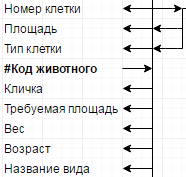 Номер клетки
Площадь
Тип клетки
#Код животного
Кличка
Требуемая площадь
Вес
Возраст
Название вида